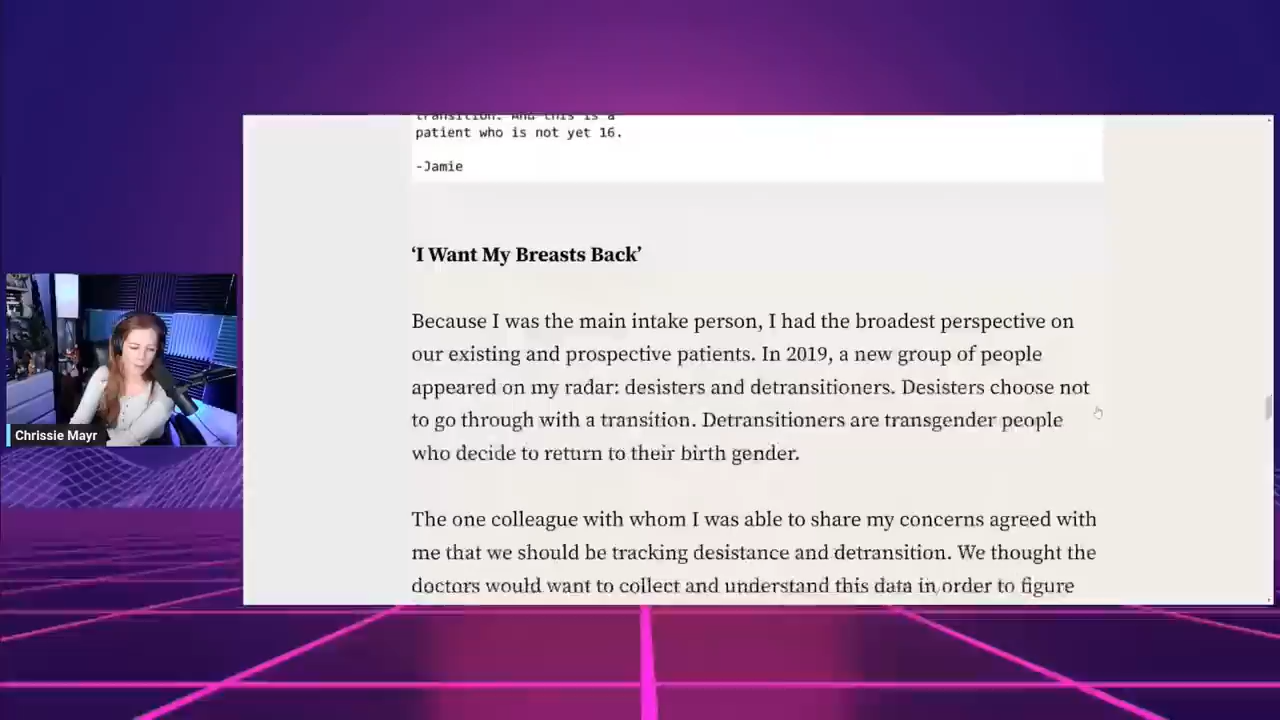 transition. And this is a
patient who is not yet 16.
-Jamie
‘I Want My Breasts Back’
Because I was the main intake person, I had the broadest perspective on
our existing and prospective patients. In 2019, a new group of people
appeared on my radar: desisters and detransitioners. Desisters choose not
to go through with a transition. Detransitioners are transgender people
who decide to return to their birth gender.
The one colleague with whom I was able to share my concerns agreed with
me that we should be tracking desistance and detransition. We thought the
doctors would want to collect and understand this data in order to figure
Chrissie Mayr